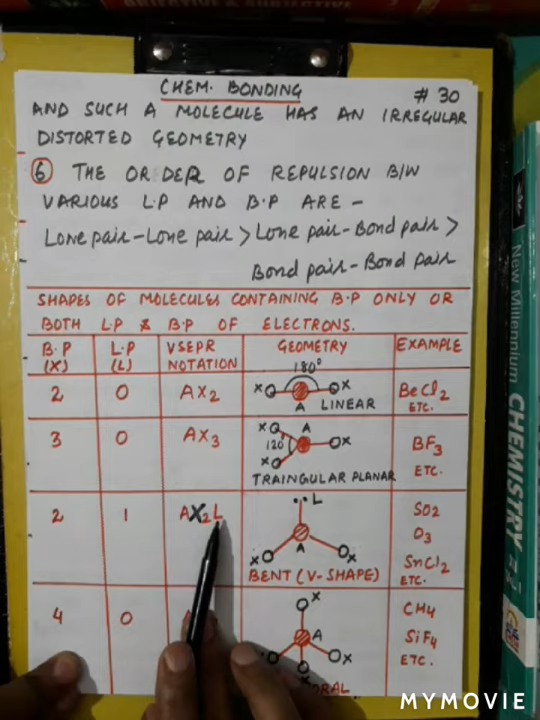 CHEM. BONDING
# 30
AND SUCH A MOLECULE HAS AN IRREGULAR
DISTORTED GEOMETRY
6 THE ORDER OF REPULSION B/W
VARIOUS L.P AND B.P ARE -
Lone pair - Lone pair > Lone pair - Bond pair >
Bond pair - Bond pair
SHAPES OF MOLECULES CONTAINING B.P ONLY OR
BOTH L.P & B.P OF ELECTRONS.
B.P (X) L.P (L) VSEPR NOTATION GEOMETRY EXAMPLE
2 0 AX2 180° X X A LINEAR BeCl2 ETC.
3 0 AX3 X A 120° X X TRAINGULAR PLANAR BF3 ETC.
2 1 AX2L L A X X BENT (V-SHAPE) SO2 O3 SnCl2 ETC.
4 0 X A X X X CH4 SiF4 ETC.
New Millennium
CHEMISTRY
MYMOVIE